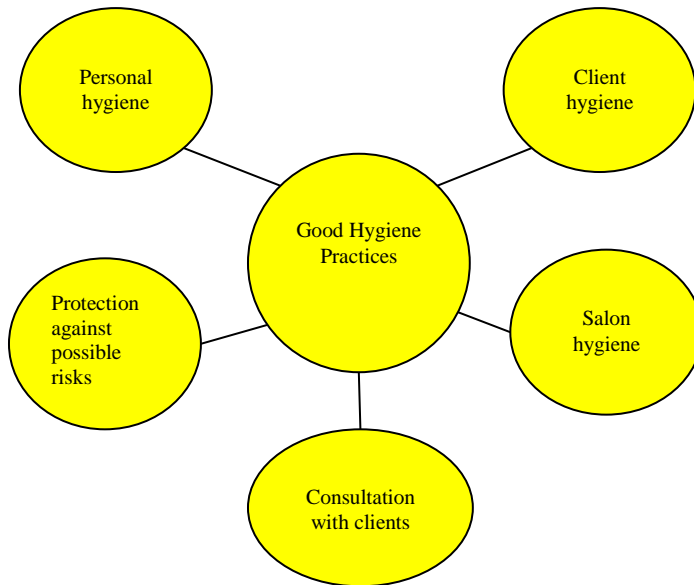 Personal
hygiene
Client
hygiene
Good Hygiene
Practices
Protection
against
possible
risks
Salon
hygiene
Consultation
with clients